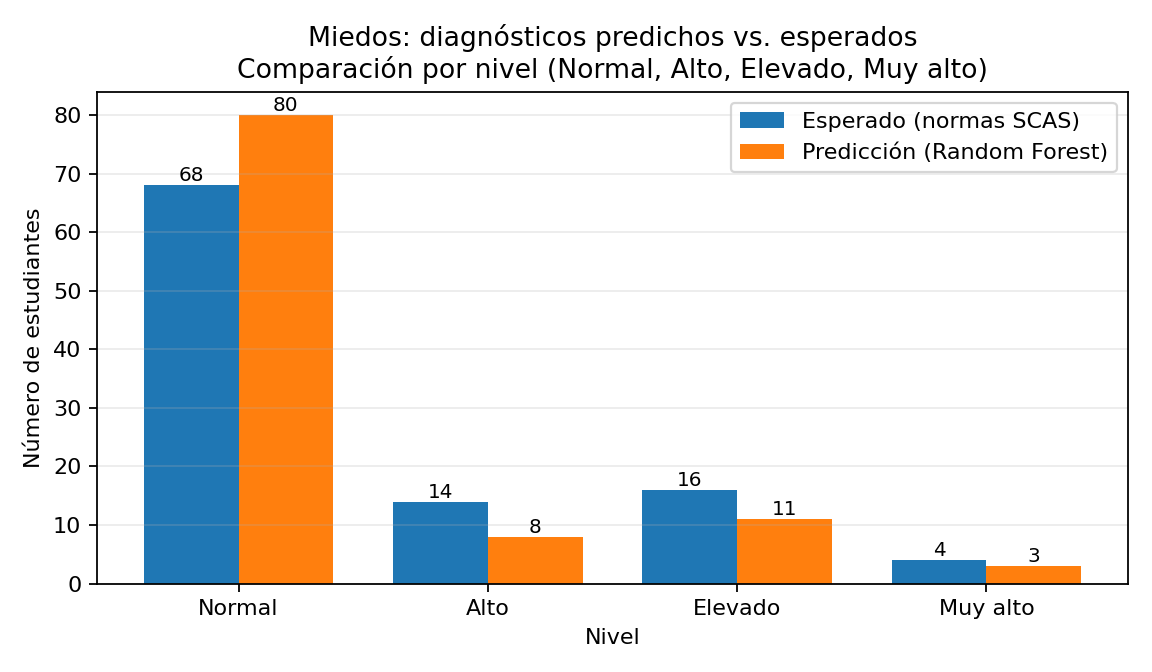 Miedos: diagnósticos predichos vs. esperados
Comparación por nivel (Normal, Alto, Elevado, Muy alto)
Esperado (normas SCAS)
Predicción (Random Forest)
Número de estudiantes
80
70
60
50
40
30
20
10
0
68
80
14
8
16
11
4
3
Normal
Alto
Elevado
Muy alto
Nivel